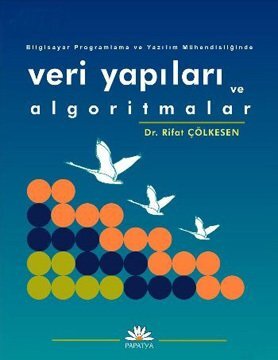 Bilgisayar Programlama ve Yazılım Mühendisliğinde
veri yapıları
ve
algoritmalar
Dr. Rifat ÇÖLKESEN
PAPATYA